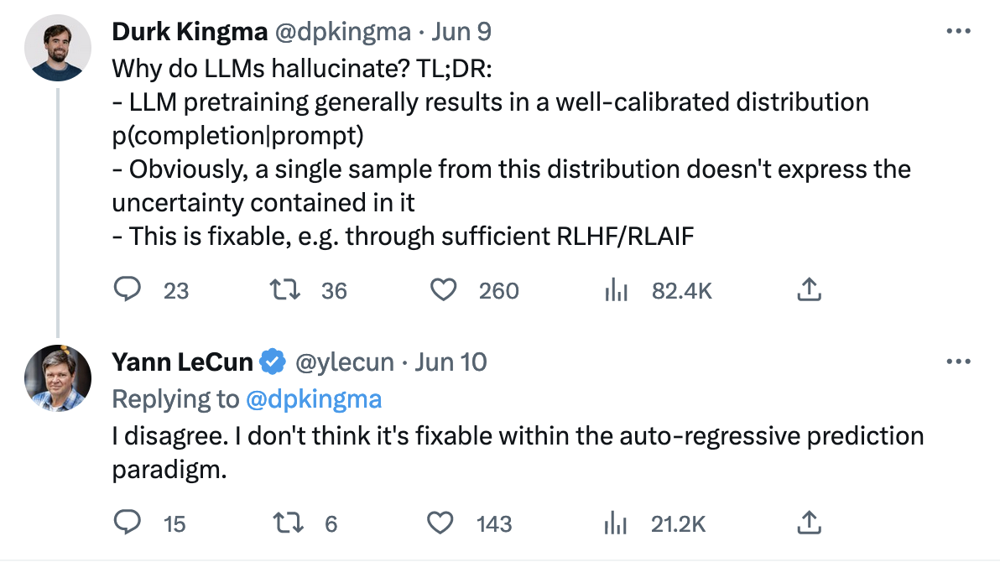 Durk Kingma @dpkingma · Jun 9
Why do LLMs hallucinate? TL;DR:
- LLM pretraining generally results in a well-calibrated distribution
p(completion|prompt)
- Obviously, a single sample from this distribution doesn't express the
uncertainty contained in it
- This is fixable, e.g. through sufficient RLHF/RLAIF
23 36 260 82.4K
Yann LeCun @ylecun · Jun 10
Replying to @dpkingma
I disagree. I don't think it's fixable within the auto-regressive prediction
paradigm.
15 6 143 21.2K